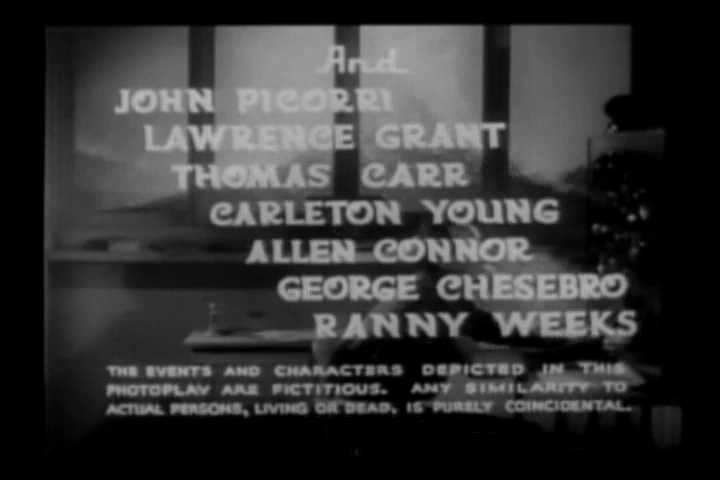 And
JOHN PICORRI
LAWRENCE GRANT
THOMAS CARR
CARLETON YOUNG
ALLEN CONNOR
GEORGE CHESEBRO
RANNY WEEKS
THE EVENTS AND CHARACTERS DEPICTED IN THIS
PHOTOPLAY ARE FICTITIOUS. ANY SIMILARITY TO
ACTUAL PERSONS, LIVING OR DEAD, IS PURELY COINCIDENTAL.